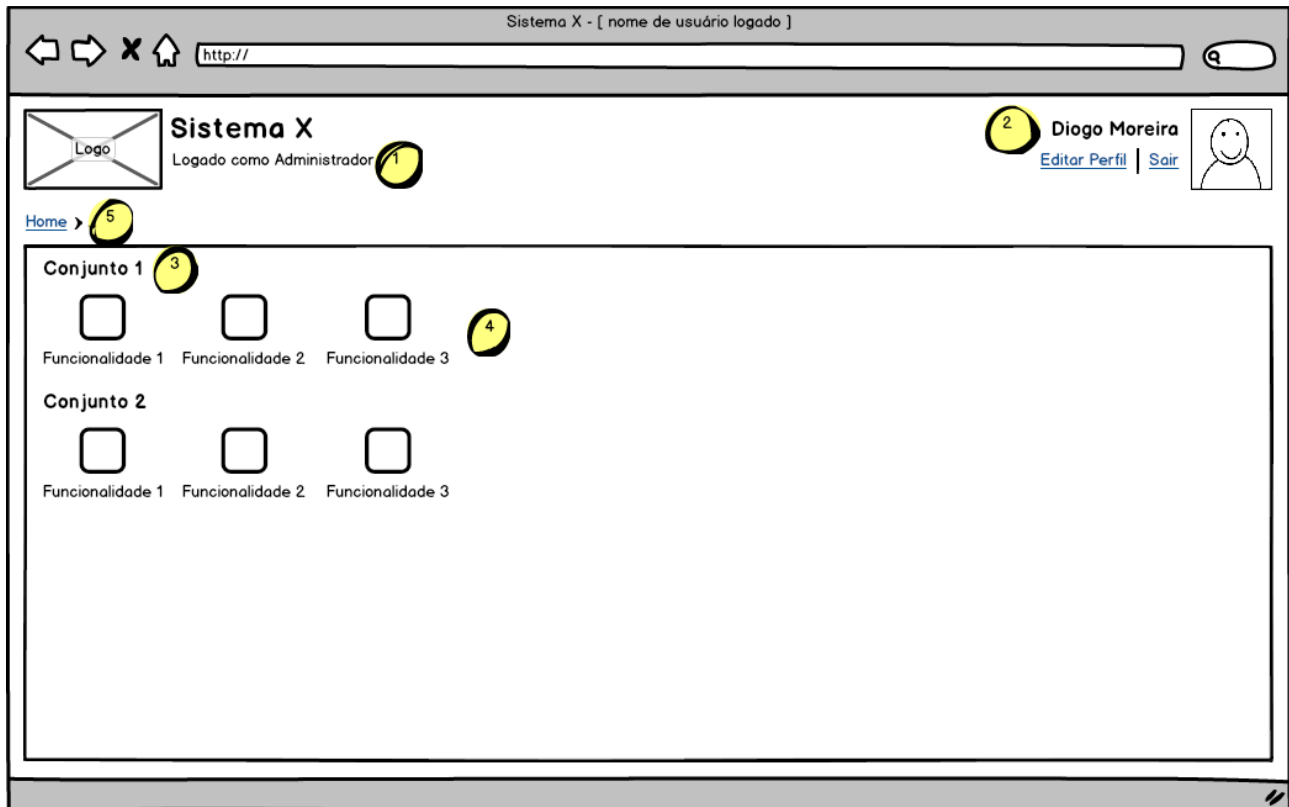 Sistema X - [ nome de usuário logado ]
http://
Logo
Sistema X
Logado como Administrador
1
2
Diogo Moreira
Editar Perfil
Sair
Home
5
Conjunto 1
3
4
Funcionalidade 1 Funcionalidade 2 Funcionalidade 3
Conjunto 2
Funcionalidade 1 Funcionalidade 2 Funcionalidade 3